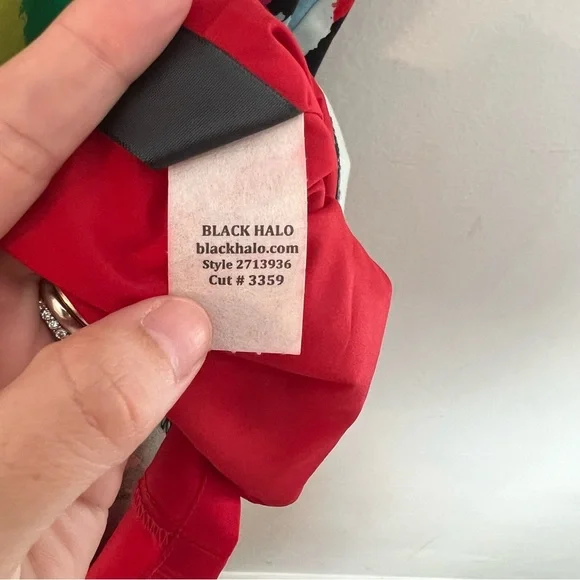 BLACK HALO
blackhalo.com
Style 2713936
Cut # 3359